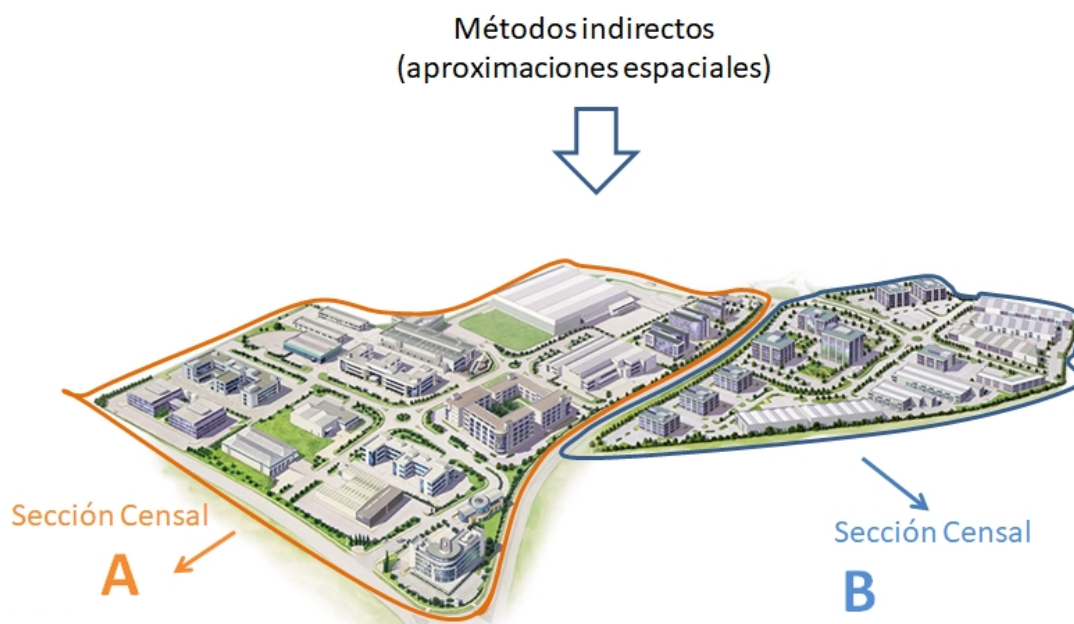 Métodos indirectos
(aproximaciones espaciales)
Sección Censal
A
Sección Censal
B